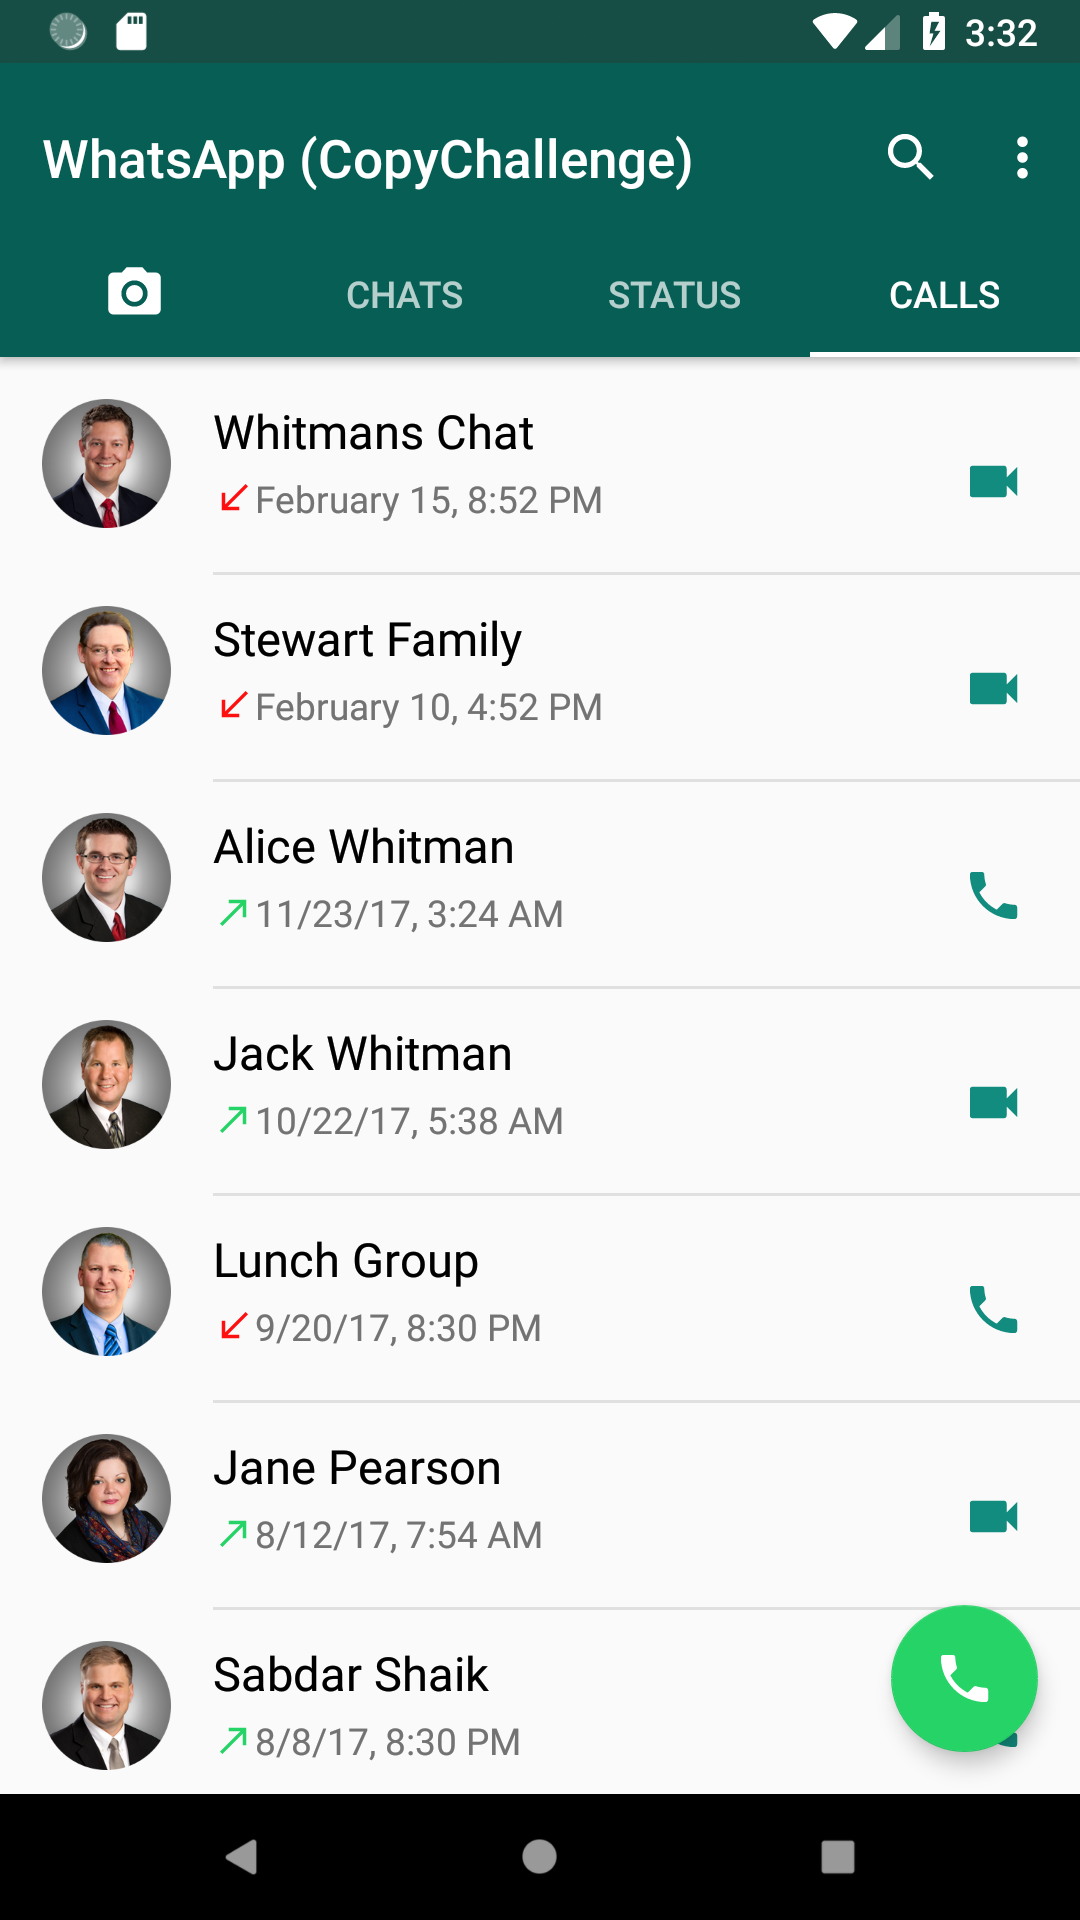 3:32
WhatsApp (CopyChallenge)
CHATS STATUS CALLS
Whitmans Chat
February 15, 8:52 PM
Stewart Family
February 10, 4:52 PM
Alice Whitman
11/23/17, 3:24 AM
Jack Whitman
10/22/17, 5:38 AM
Lunch Group
9/20/17, 8:30 PM
Jane Pearson
8/12/17, 7:54 AM
Sabdar Shaik
8/8/17, 8:30 PM